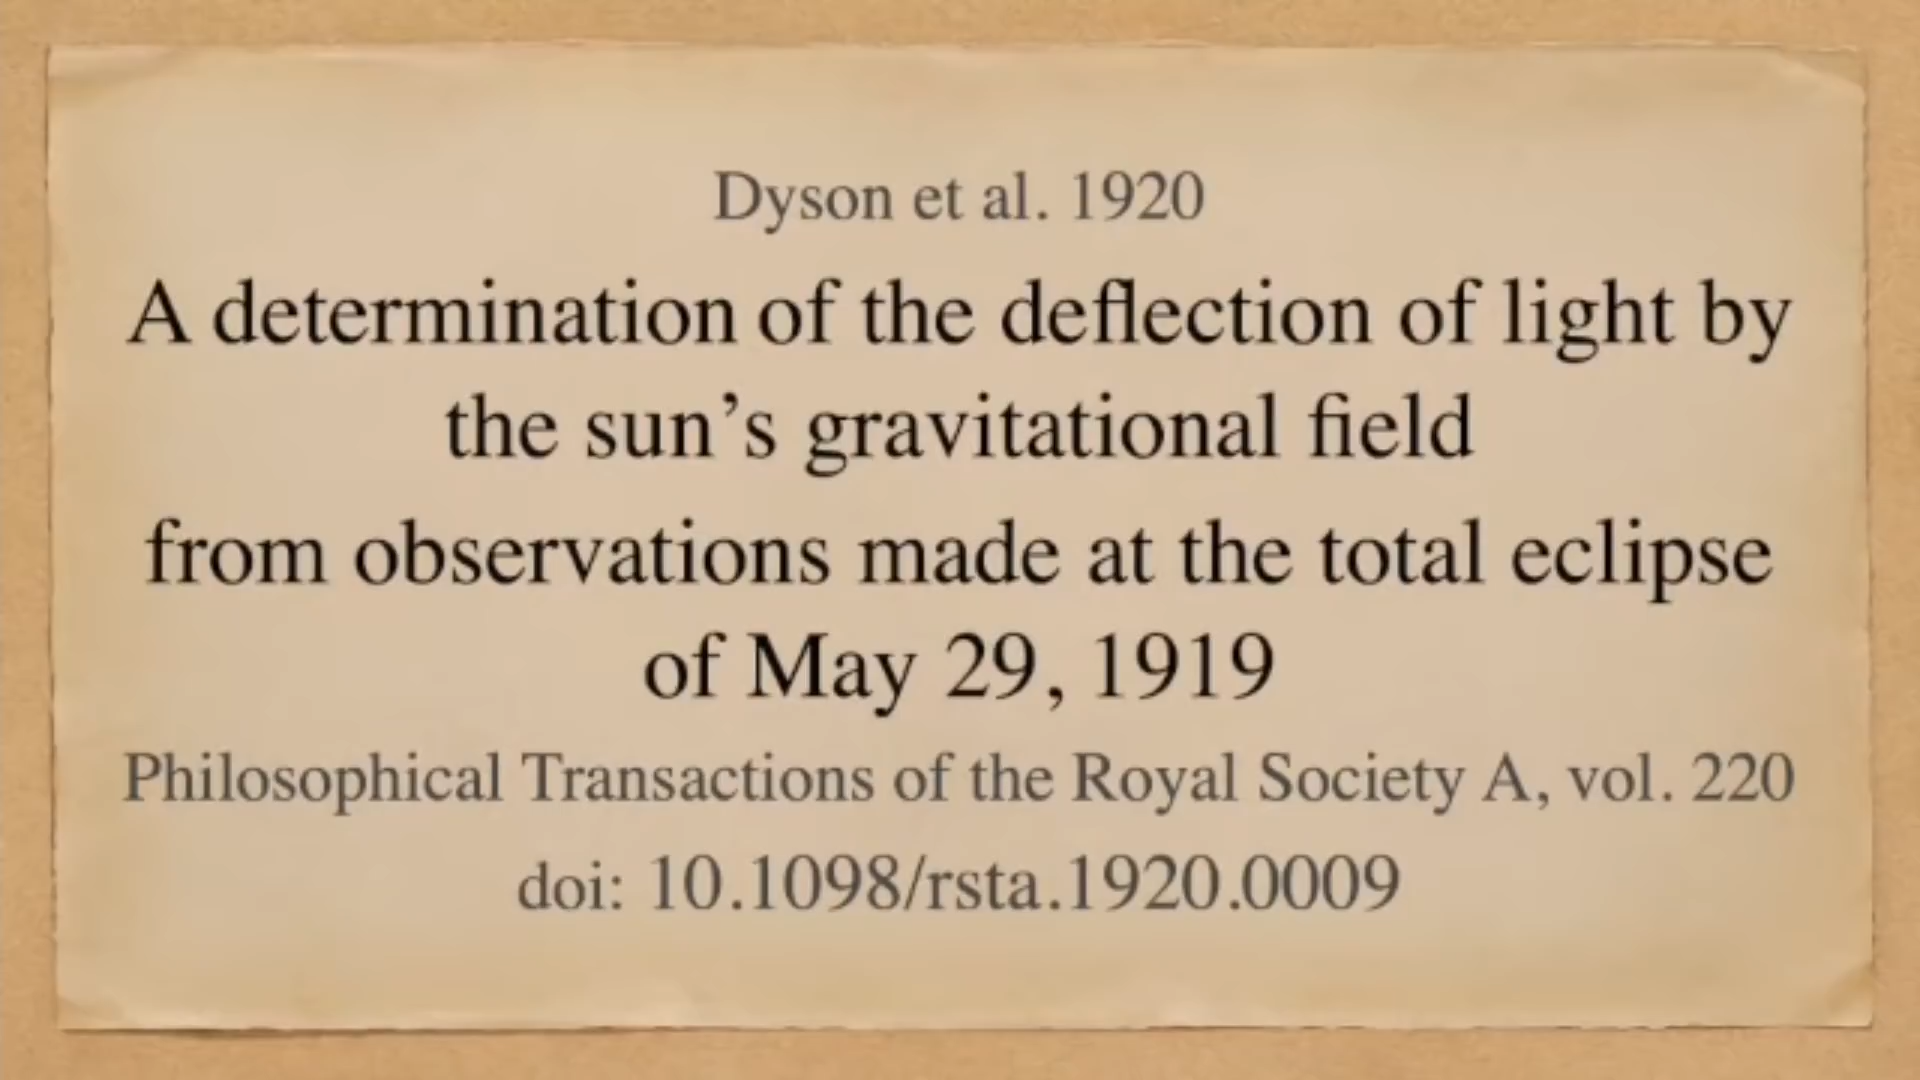 Dyson et al. 1920
A determination of the deflection of light by
the sun’s gravitational field
from observations made at the total eclipse
of May 29, 1919
Philosophical Transactions of the Royal Society A, vol. 220
doi: 10.1098/rsta.1920.0009